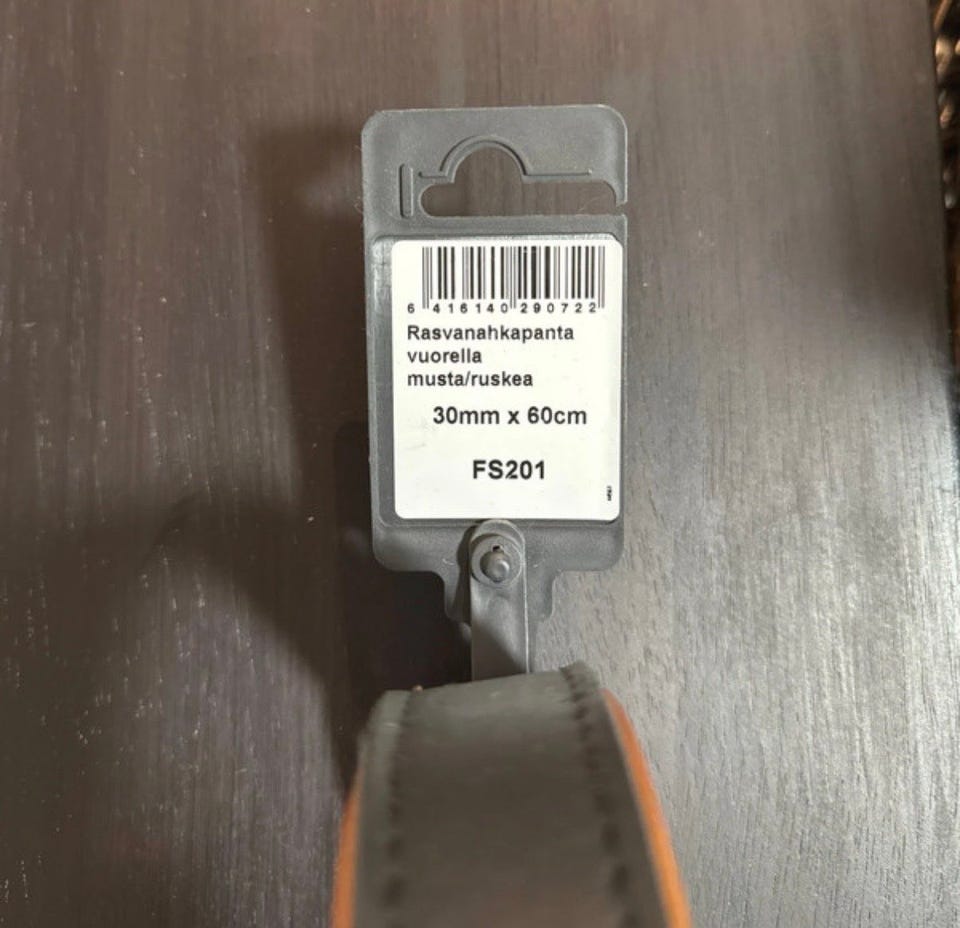 6 416140 290722
Rasvanahkapanta
vuorella
musta/ruskea
30mm x 60cm
FS201